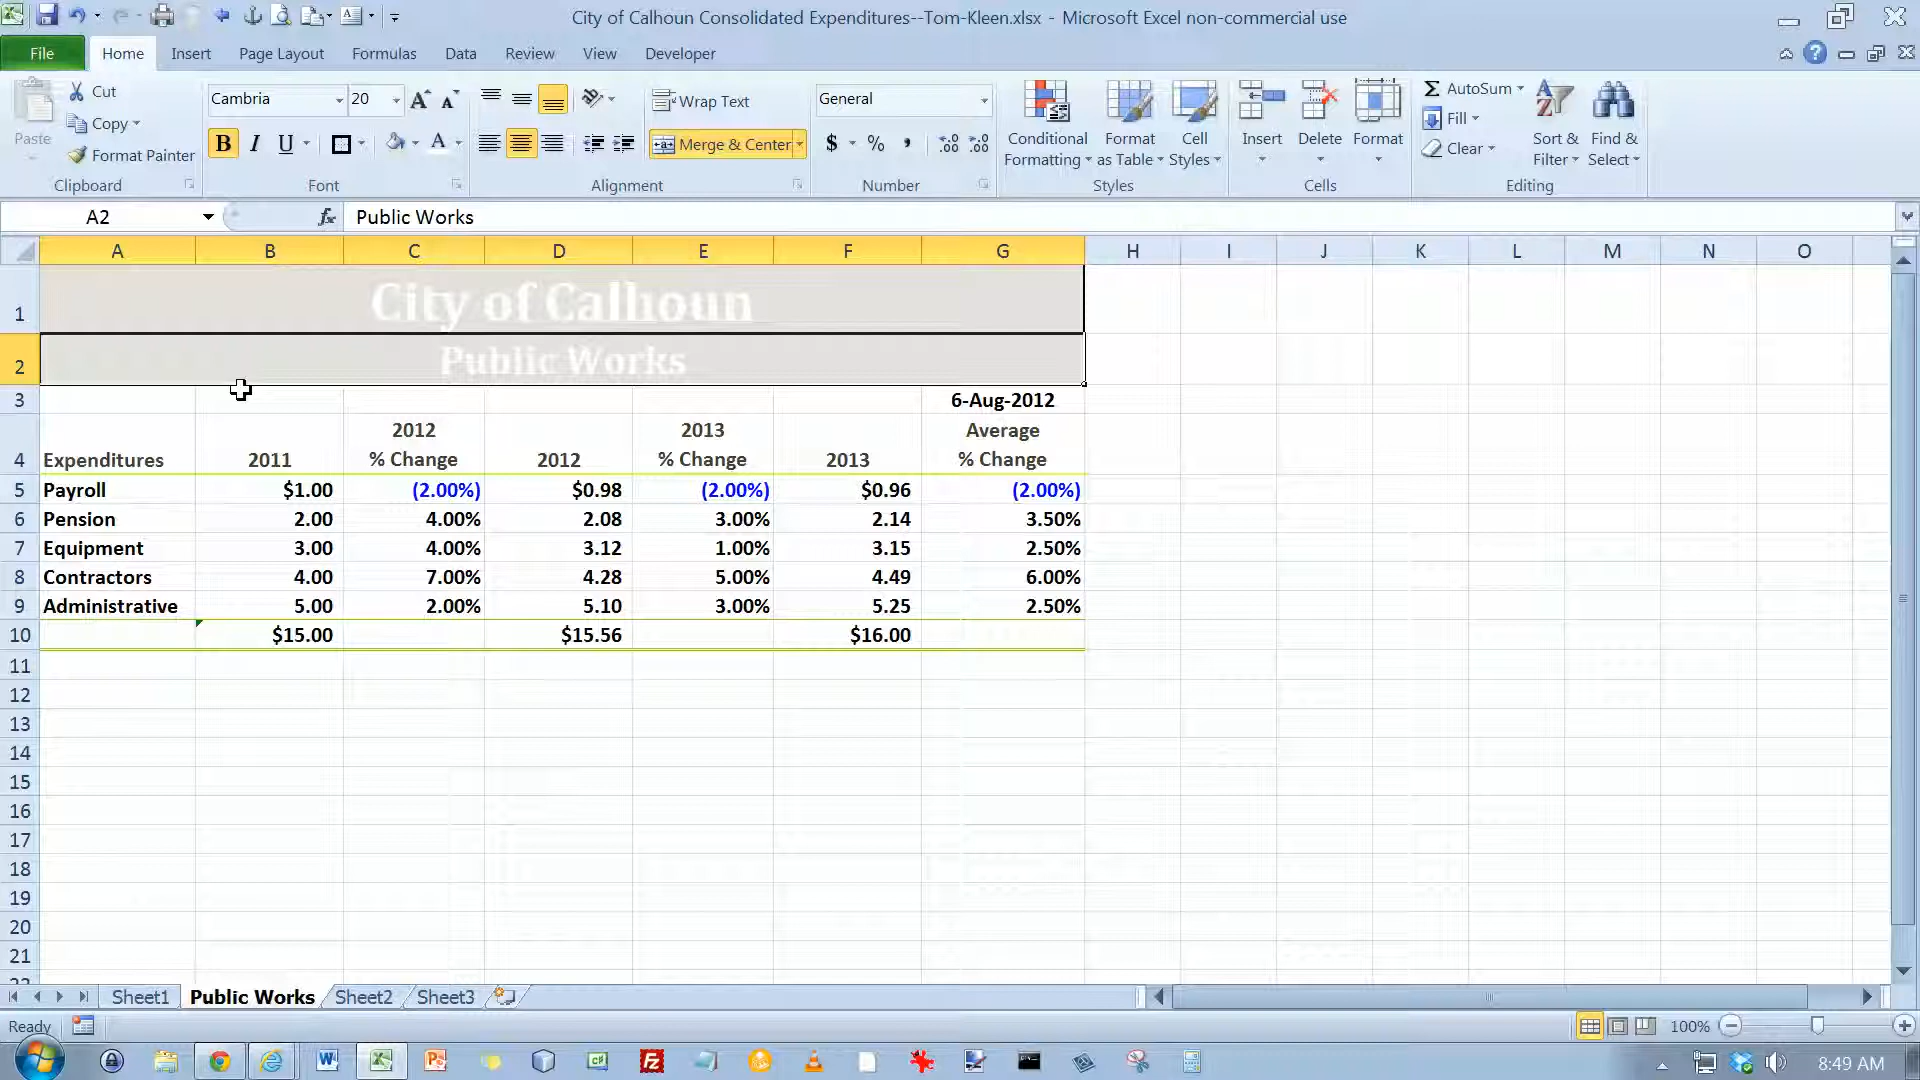 City of Calhoun Consolidated Expenditures--Tom-Kleen.xlsx - Microsoft Excel non-commercial use
File Home Insert Page Layout Formulas Data Review View Developer
Paste
Cut
Copy
Format Painter
Clipboard
Cambria 20
B I U
Font
Wrap Text
Merge & Center
Alignment
General
$ % ,
Number
Conditional Formatting
Format as Table
Cell Styles
Styles
Insert
Delete
Format
Cells
AutoSum
Fill
Clear
Sort & Filter
Find & Select
Editing
A2 fx Public Works
A B C D E F G H I J K L M N O
1 City of Calhoun
2 Public Works
3 6-Aug-2012
2012 2013 Average
4 Expenditures 2011 % Change 2012 % Change 2013 % Change
5 Payroll $1.00 (2.00%) $0.98 (2.00%) $0.96 (2.00%)
6 Pension 2.00 4.00% 2.08 3.00% 2.14 3.50%
7 Equipment 3.00 4.00% 3.12 1.00% 3.15 2.50%
8 Contractors 4.00 7.00% 4.28 5.00% 4.49 6.00%
9 Administrative 5.00 2.00% 5.10 3.00% 5.25 2.50%
10 $15.00 $15.56 $16.00
11
12
13
14
15
16
17
18
19
20
21
22
Sheet1 Public Works Sheet2 Sheet3
Ready 100%
8:49 AM